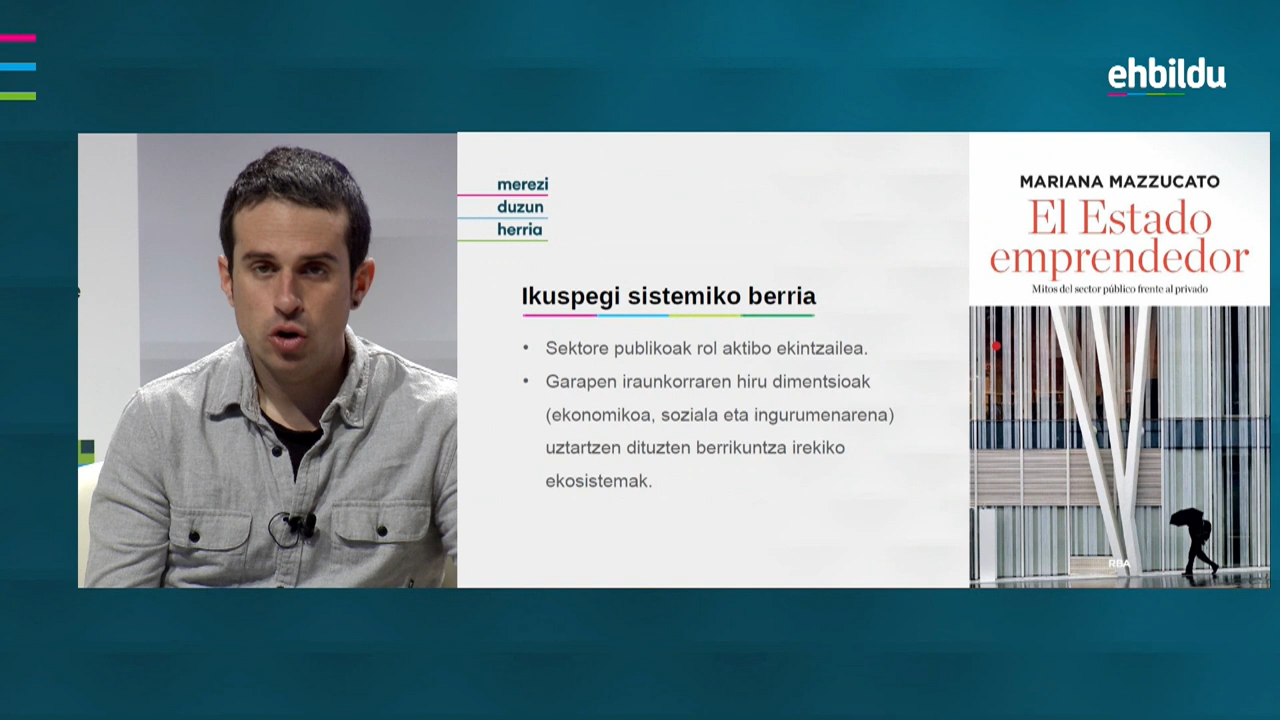 ehbildu
merezi
duzun
herria
Ikuspegi sistemiko berria
• Sektore publikoak rol aktibo ekintzailea.
• Garapen iraunkorraren hiru dimentsioak
(ekonomikoa, soziala eta ingurumenarena)
uztartzen dituzten berrikuntza irekiko
ekosistemak.
MARIANA MAZZUCATO
El Estado
emprendedor
Mitos del sector público frente al privado
RBA